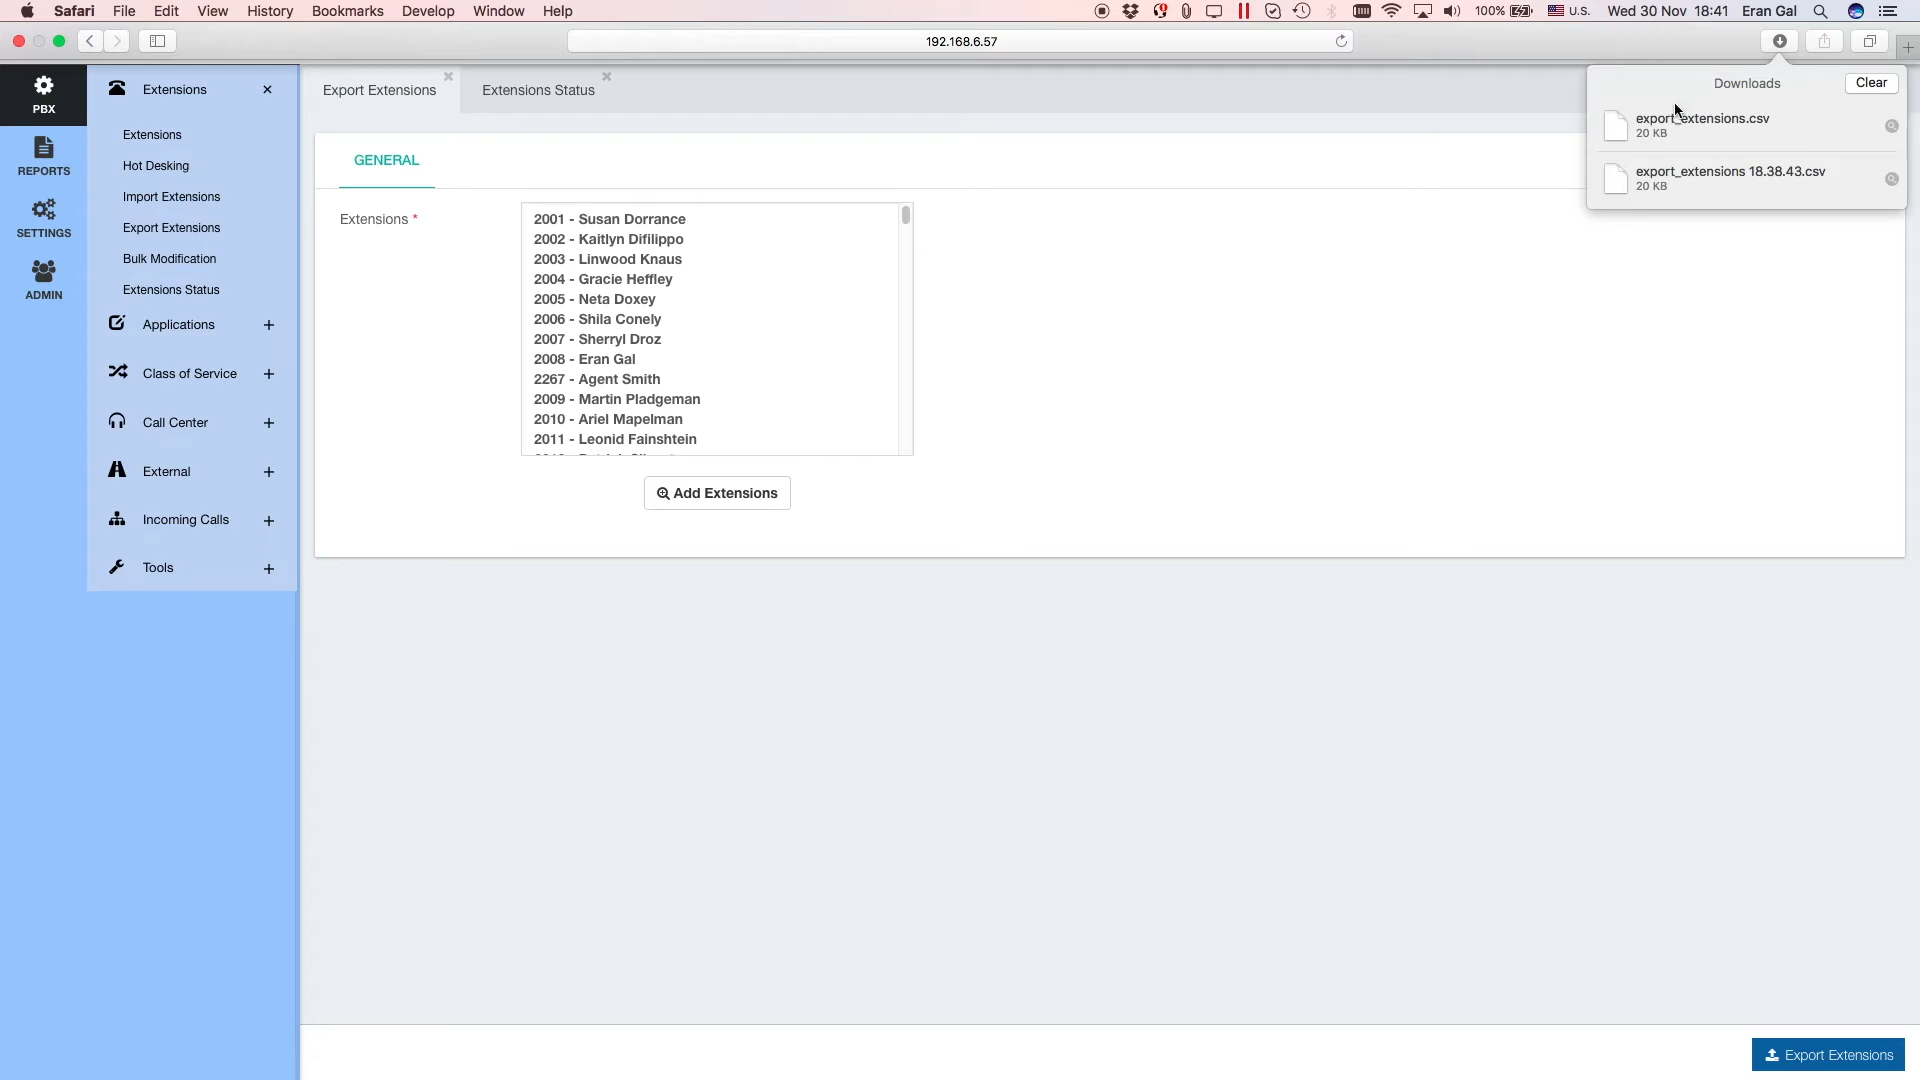 Safari File Edit View History Bookmarks Develop Window Help 100% U.S. Wed 30 Nov 18:41 Eran Gal
192.168.6.57
PBX
REPORTS
SETTINGS
ADMIN
Extensions
Extensions
Hot Desking
Import Extensions
Export Extensions
Bulk Modification
Extensions Status
Applications
Class of Service
Call Center
External
Incoming Calls
Tools
Export Extensions Extensions Status
GENERAL
Extensions *
2001 - Susan Dorrance
2002 - Kaitlyn Difilippo
2003 - Linwood Knaus
2004 - Gracie Heffley
2005 - Neta Doxey
2006 - Shila Conely
2007 - Sherryl Droz
2008 - Eran Gal
2267 - Agent Smith
2009 - Martin Pladgeman
2010 - Ariel Mapelman
2011 - Leonid Fainshtein
Add Extensions
Downloads Clear
export_extensions.csv
20 KB
export_extensions 18.38.43.csv
20 KB
Export Extensions